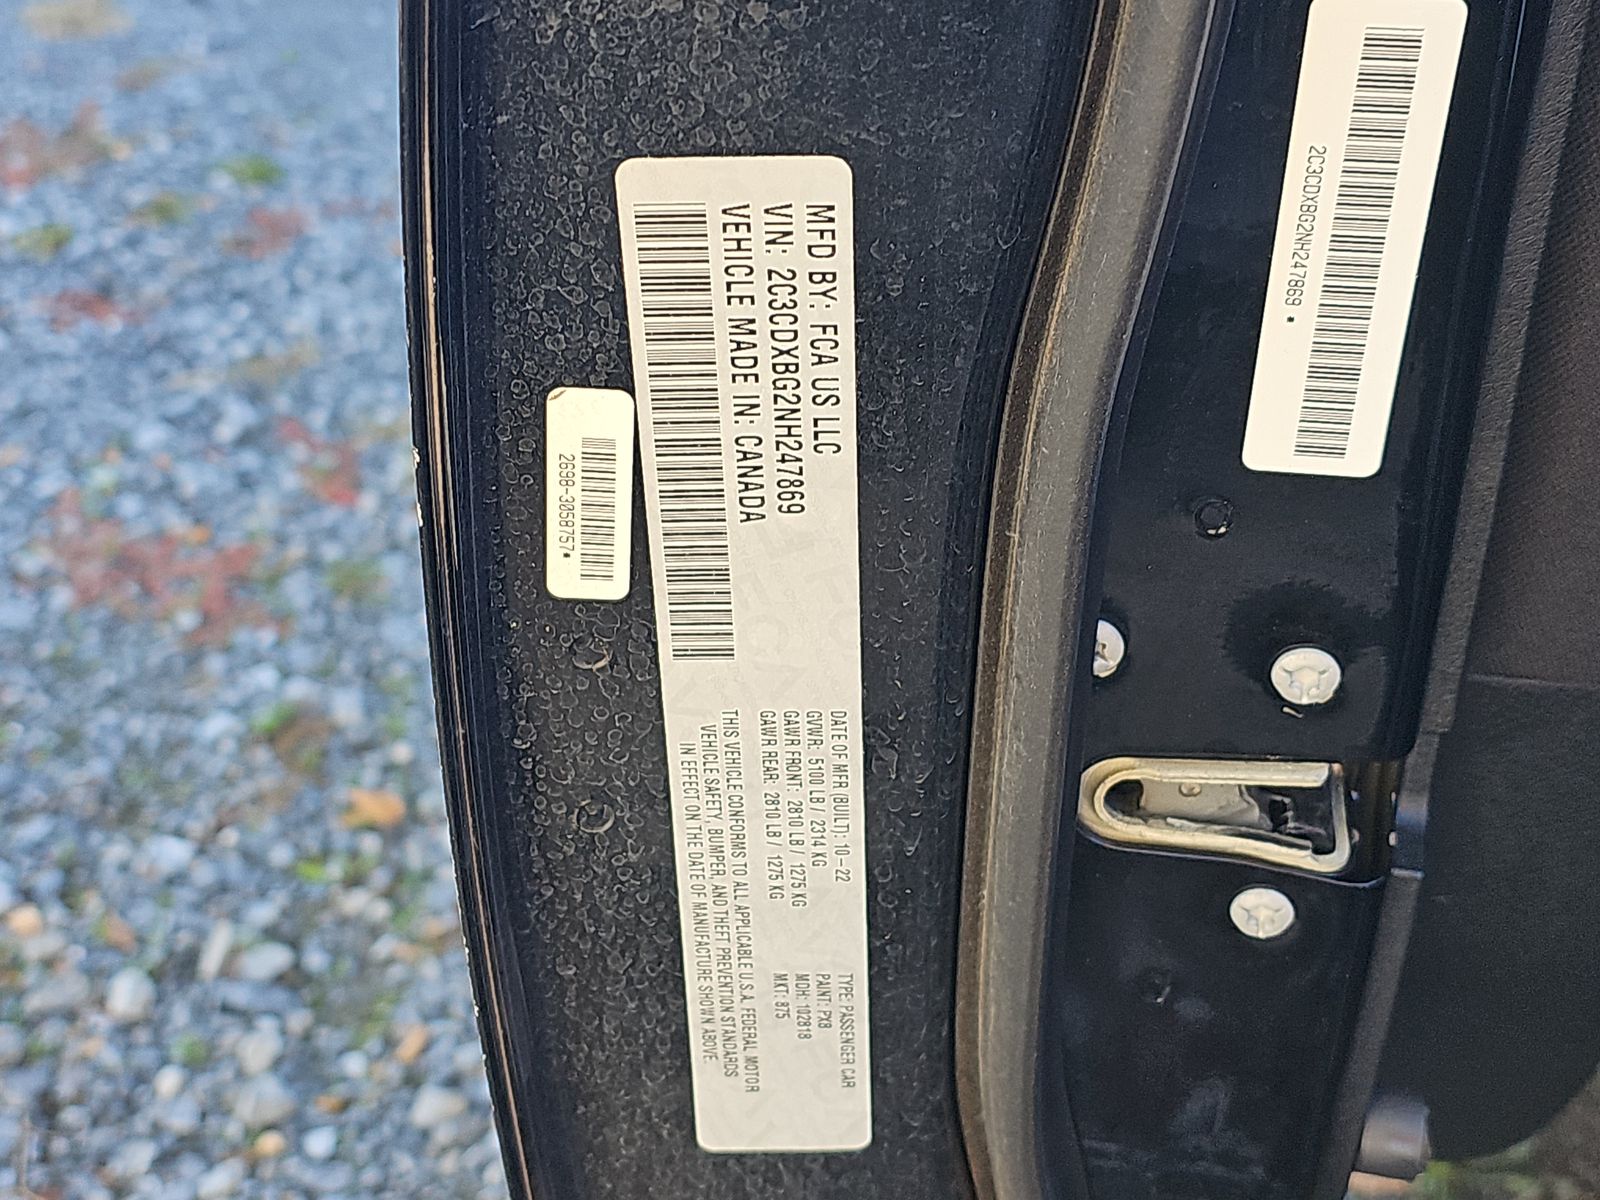 MFD BY: FCA US LLC
VIN: 2C3CDXBG2NH247869
VEHICLE MADE IN: CANADA
DATE OF MFR (BUILT): 10-22
GVWR: 5100 LB / 2314 KG
GAWR FRONT: 2810 LB / 1275 KG
GAWR REAR: 2810 LB / 1275 KG
TYPE: PASSENGER CAR
PAINT: PX8
MDH: 102818
MKT: 875
THIS VEHICLE CONFORMS TO ALL APPLICABLE U.S.A. FEDERAL MOTOR
VEHICLE SAFETY, BUMPER, AND THEFT PREVENTION STANDARDS
IN EFFECT ON THE DATE OF MANUFACTURE SHOWN ABOVE.
2698-3058757*
2C3CDXBG2NH247869 *